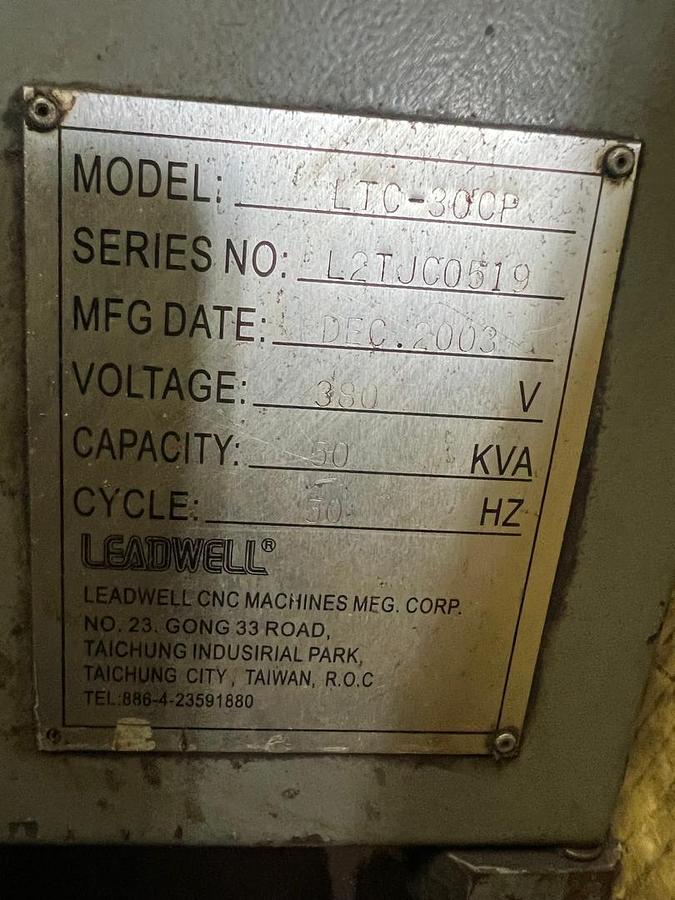 MODEL: LTC-30CP
SERIES NO: L2TJC0519
MFG DATE: DEC.2003
VOLTAGE: 380 V
CAPACITY: 50 KVA
CYCLE: 50 HZ
LEADWELL®
LEADWELL CNC MACHINES MFG. CORP.
NO. 23. GONG 33 ROAD,
TAICHUNG INDUSIRIAL PARK,
TAICHUNG CITY, TAIWAN, R.O.C
TEL:886-4-23591880